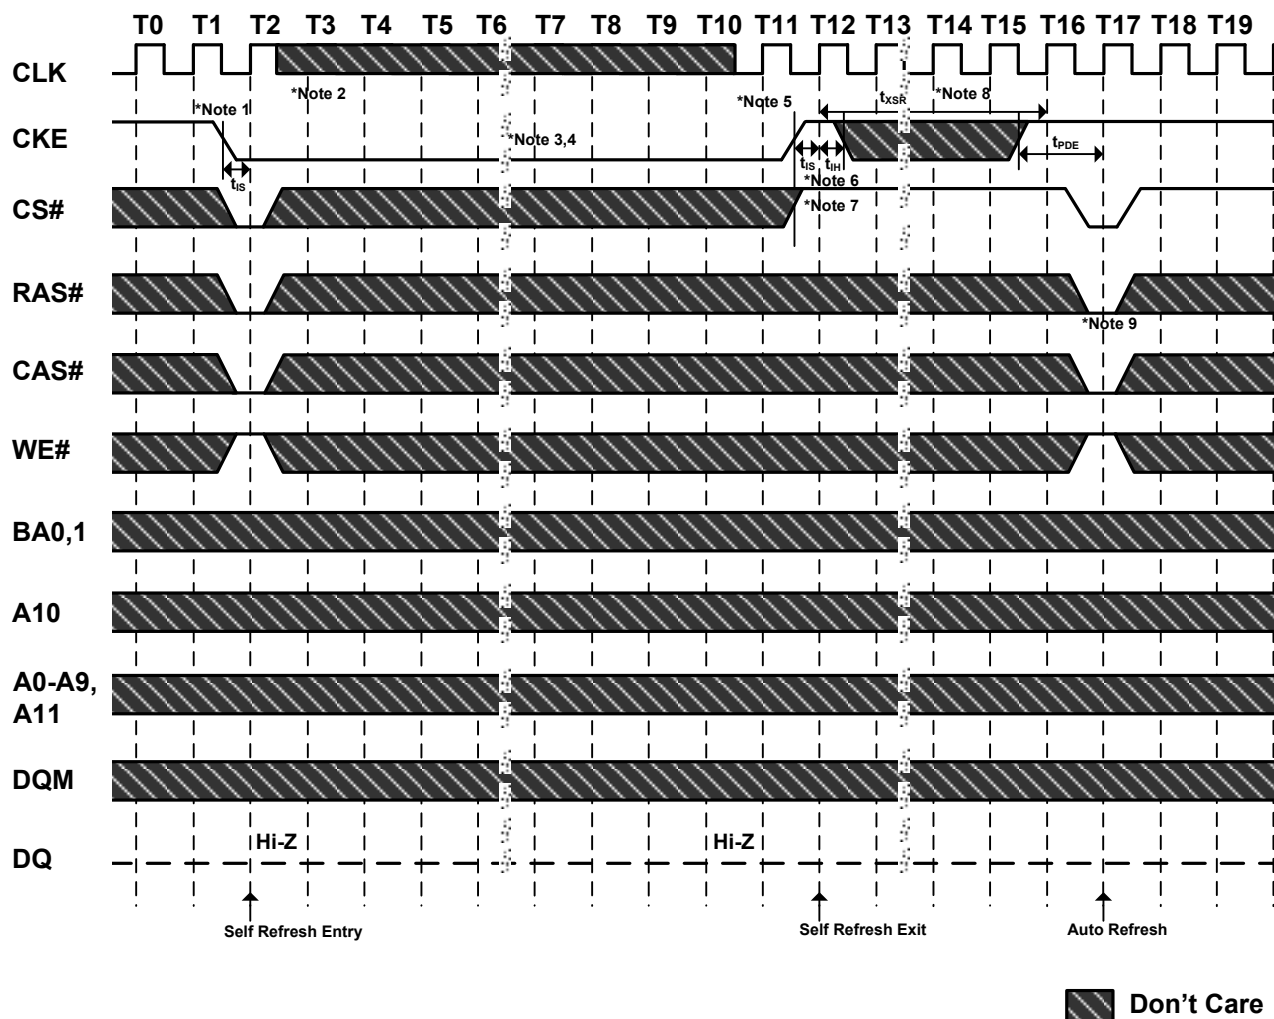 T0 T1 T2 T3 T4 T5 T6 T7 T8 T9 T10 T11 T12 T13 T14 T15 T16 T17 T18 T19
CLK
*Note 2
*Note 1
*Note 5
tXSR
*Note 8
CKE
*Note 3,4
tIS
tIS
tIH
tPDE
*Note 6
CS#
*Note 7
RAS#
*Note 9
CAS#
WE#
BA0,1
A10
A0-A9,
A11
DQM
Hi-Z
Hi-Z
DQ
Self Refresh Entry
Self Refresh Exit
Auto Refresh
Don't Care